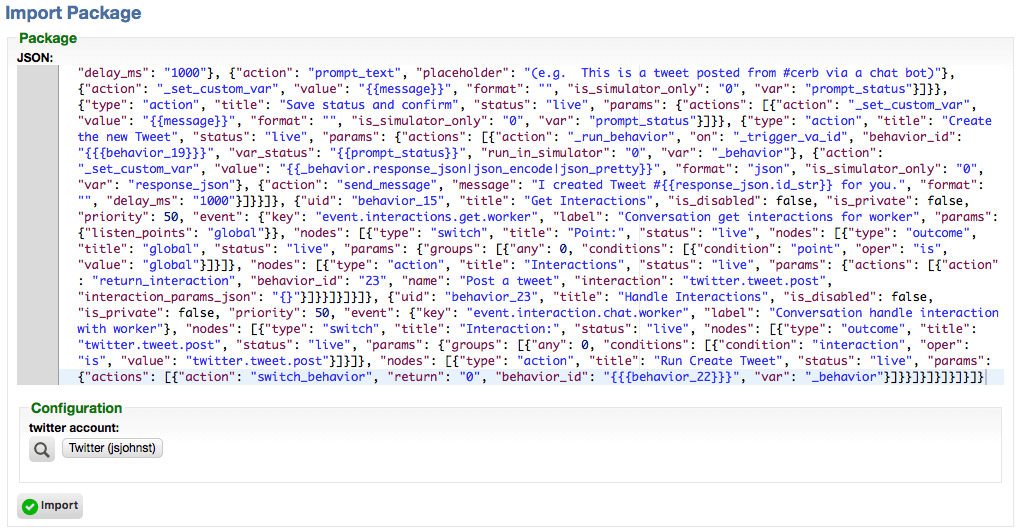 Import Package
Package
JSON:
"delay_ms": "1000"}, {"action": "prompt_text", "placeholder": "(e.g.  This is a tweet posted from #cerb via a chat bot)"},
{"action": "_set_custom_var", "value": "{{message}}", "format": "", "is_simulator_only": "0", "var": "prompt_status"}]}},
{"type": "action", "title": "Save status and confirm", "status": "live", "params": {"actions": [{"action": "_set_custom_var",
"value": "{{message}}", "format": "", "is_simulator_only": "0", "var": "prompt_status"}]}}, {"type": "action", "title": "Create
the new Tweet", "status": "live", "params": {"actions": [{"action": "_run_behavior", "on": "_trigger_va_id", "behavior_id":
"{{{behavior_19}}}", "var_status": "{{prompt_status}}", "run_in_simulator": "0", "var": "_behavior"}, {"action":
"_set_custom_var", "value": "{{_behavior.response_json|json_encode|json_pretty}}", "format": "json", "is_simulator_only": "0",
"var": "response_json"}, {"action": "send_message", "message": "I created Tweet #{{response_json.id_str}} for you.", "format":
"", "delay_ms": "1000"}]}}]}, {"uid": "behavior_15", "title": "Get Interactions", "is_disabled": false, "is_private": false,
"priority": 50, "event": {"key": "event.interactions.get.worker", "label": "Conversation get interactions for worker", "params":
{"listen_points": "global"}}, "nodes": [{"type": "switch", "title": "Point:", "status": "live", "nodes": [{"type": "outcome",
"title": "global", "status": "live", "params": {"groups": [{"any": 0, "conditions": [{"condition": "point", "oper": "is",
"value": "global"}]}]}, "nodes": [{"type": "action", "title": "Interactions", "status": "live", "params": {"actions": [{"action"
: "return_interaction", "behavior_id": "23", "name": "Post a tweet", "interaction": "twitter.tweet.post",
"interaction_params_json": "{}"}]}}]}]}]}, {"uid": "behavior_23", "title": "Handle Interactions", "is_disabled": false,
"is_private": false, "priority": 50, "event": {"key": "event.interaction.chat.worker", "label": "Conversation handle interaction
with worker"}, "nodes": [{"type": "switch", "title": "Interaction:", "status": "live", "nodes": [{"type": "outcome", "title":
"twitter.tweet.post", "status": "live", "params": {"groups": [{"any": 0, "conditions": [{"condition": "interaction", "oper":
"is", "value": "twitter.tweet.post"}]}]}, "nodes": [{"type": "action", "title": "Run Create Tweet", "status": "live", "params":
{"actions": [{"action": "switch_behavior", "return": "0", "behavior_id": "{{{behavior_22}}}", "var": "_behavior"}]}}]}]}]}]}]}
Configuration
twitter account:
Twitter (jsjohnst)
Import